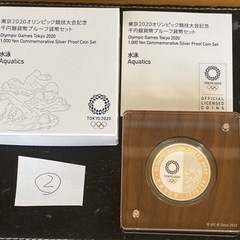 東京2020オリンピック競技大会記念
千円銀貨幣プルーフ貨幣セット
Olympic Games Tokyo 2020
1,000 Yen Commemorative Silver Proof Coin Set
水泳
Aquatics
TOKYO 2020
東京2020オリンピック競技大会記念
千円銀貨幣プルーフ貨幣セット
Olympic Games Tokyo 2020
1,000 Yen Commemorative Silver Proof Coin Set
水泳
Aquatics
TOKYO 2020
OFFICIAL
LICENSED
COINS
②
TOKYO 2020